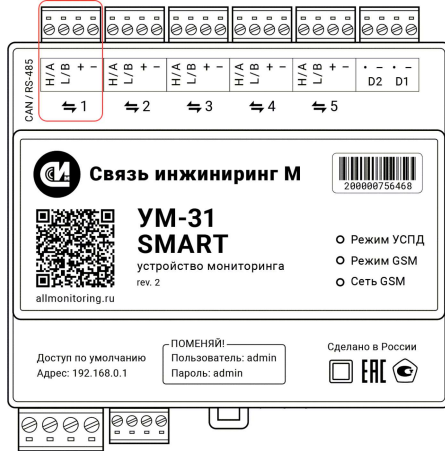 CAN / RS-485
H/A L/B + - H/A L/B + - H/A L/B + - H/A L/B + - H/A L/B + - · - · -
D2 D1
⇆ 1 ⇆ 2 ⇆ 3 ⇆ 4 ⇆ 5
СИ
Связь инжиниринг М
200000756468
УМ-31
SMART
устройство мониторинга
rev. 2
allmonitoring.ru
Режим УСПД
Режим GSM
Сеть GSM
Доступ по умолчанию
Адрес: 192.168.0.1
ПОМЕНЯЙ!
Пользователь: admin
Пароль: admin
Сделано в России
EAC